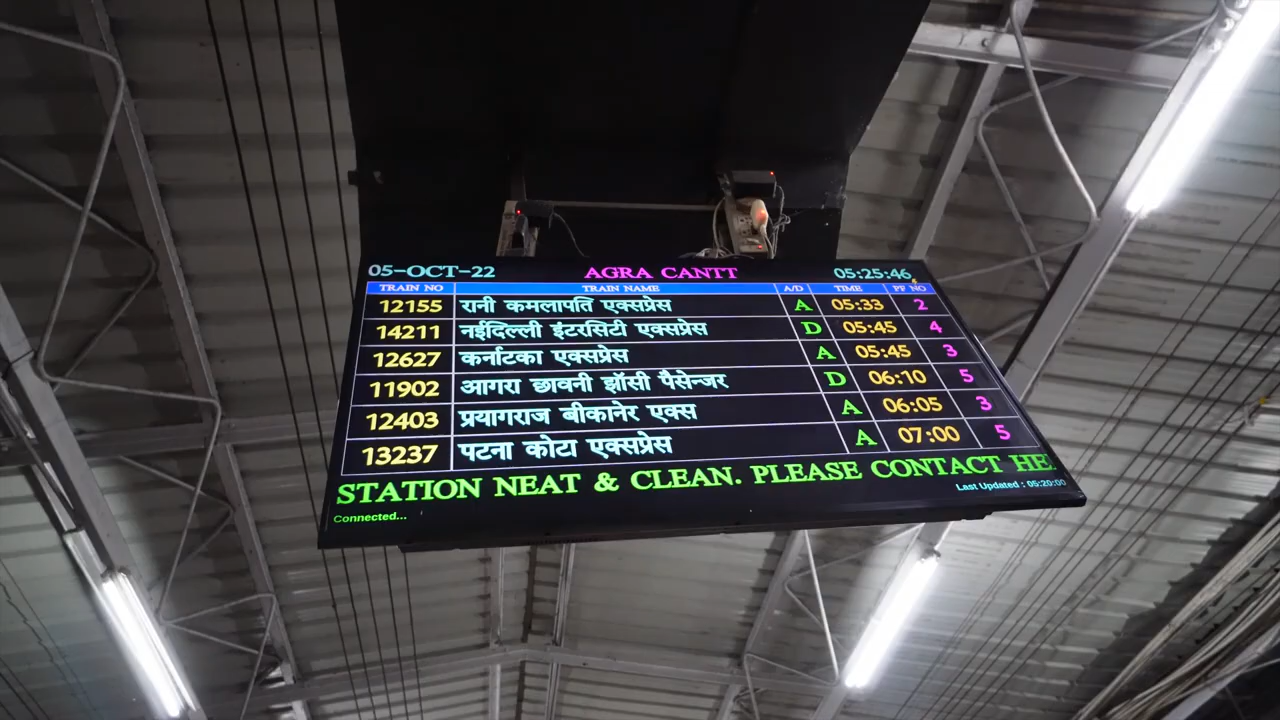 05-OCT-22 AGRA CANTT 05:25:46
TRAIN NO TRAIN NAME A/D TIME PF NO
12155 रानी कमलापति एक्सप्रेस A 05:33 2
14211 नईदिल्ली इंटरसिटी एक्सप्रेस D 05:45 4
12627 कर्नाटका एक्सप्रेस A 05:45 3
11902 आगरा छावनी झॉसी पैसेन्जर D 06:10 5
12403 प्रयागराज बीकानेर एक्स A 06:05 3
13237 पटना कोटा एक्सप्रेस A 07:00 5
STATION NEAT & CLEAN. PLEASE CONTACT HE
Last Updated : 05:20:00
Connected...